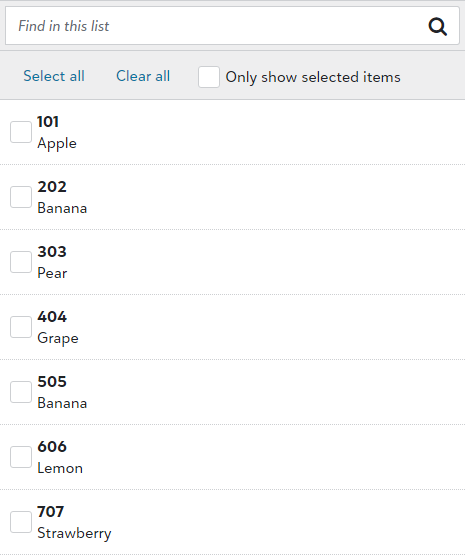 Find in this list
Select all Clear all Only show selected items
101
Apple
202
Banana
303
Pear
404
Grape
505
Banana
606
Lemon
707
Strawberry